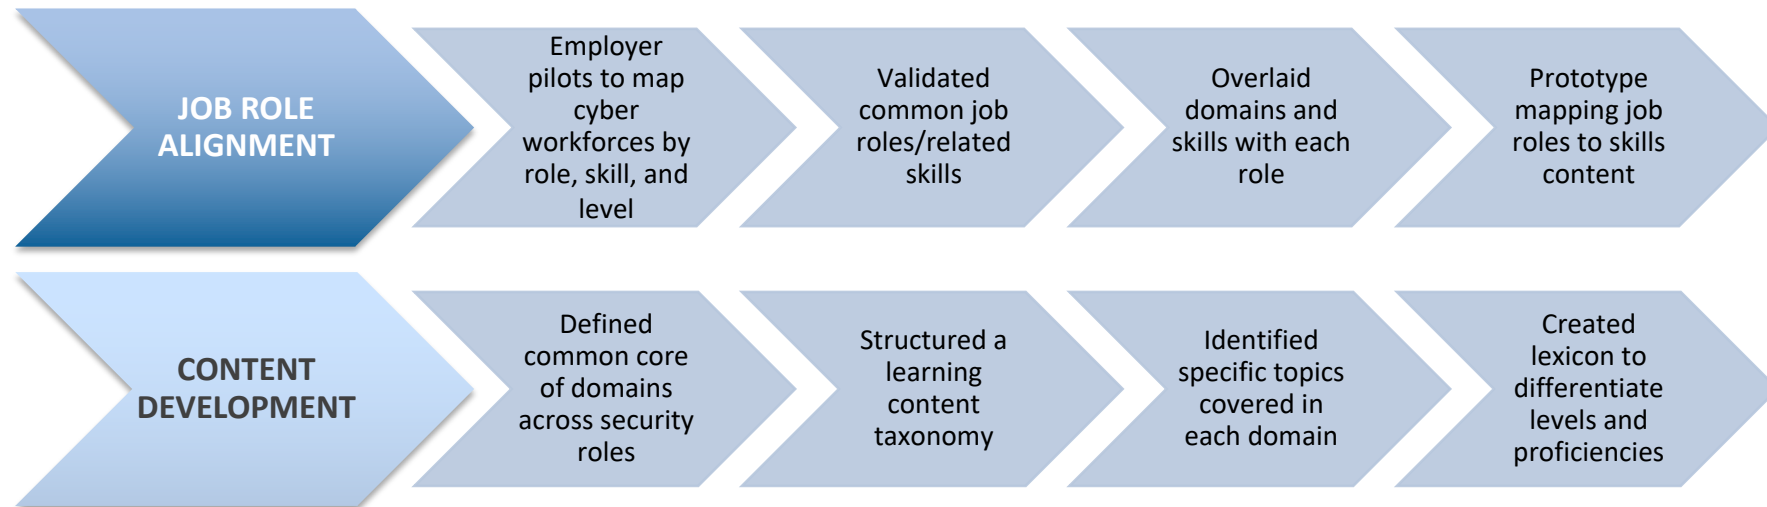 JOB ROLE
ALIGNMENT
Employer
pilots to map
cyber
workforces by
role, skill, and
level
Validated
common job
roles/related
skills
Overlaid
domains and
skills with each
role
Prototype
mapping job
roles to skills
content
CONTENT
DEVELOPMENT
Defined
common core
of domains
across security
roles
Structured a
learning
content
taxonomy
Identified
specific topics
covered in
each domain
Created
lexicon to
differentiate
levels and
proficiencies